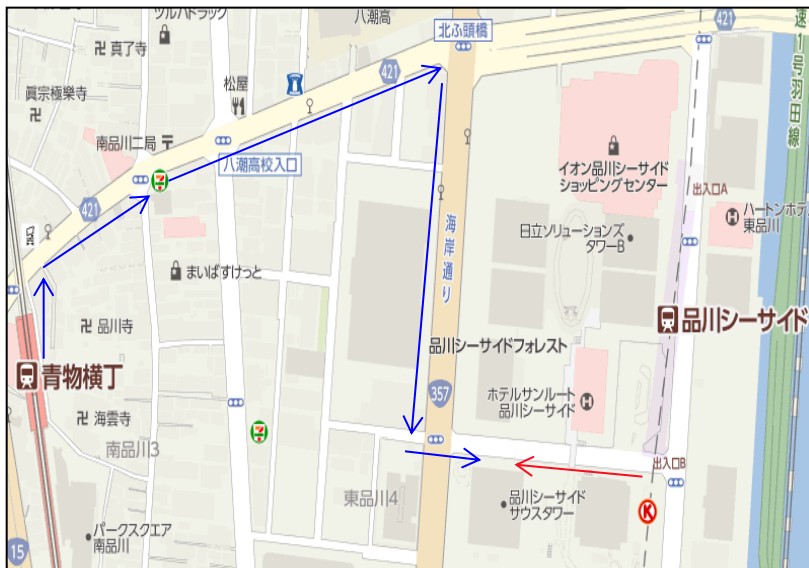 ツルハドラッグ
八潮高
北ふ頭橋
421
速1号羽田線
真了寺
松屋
421
眞宗極楽寺
南品川二局
八潮高校入口
イオン品川シーサイド
ショッピングセンター
出入口A
421
ハートンホテ
東品川
日立ソリューションズ
タワーB
海岸通り
まいばすけっと
品川寺
品川シーサイド
品川シーサイドフォレスト
青物横丁
357
ホテルサンルート
品川シーサイド
海雲寺
南品川3
出入口B
東品川4
品川シーサイド
サウスタワー
K
パークスクエア
南品川
15